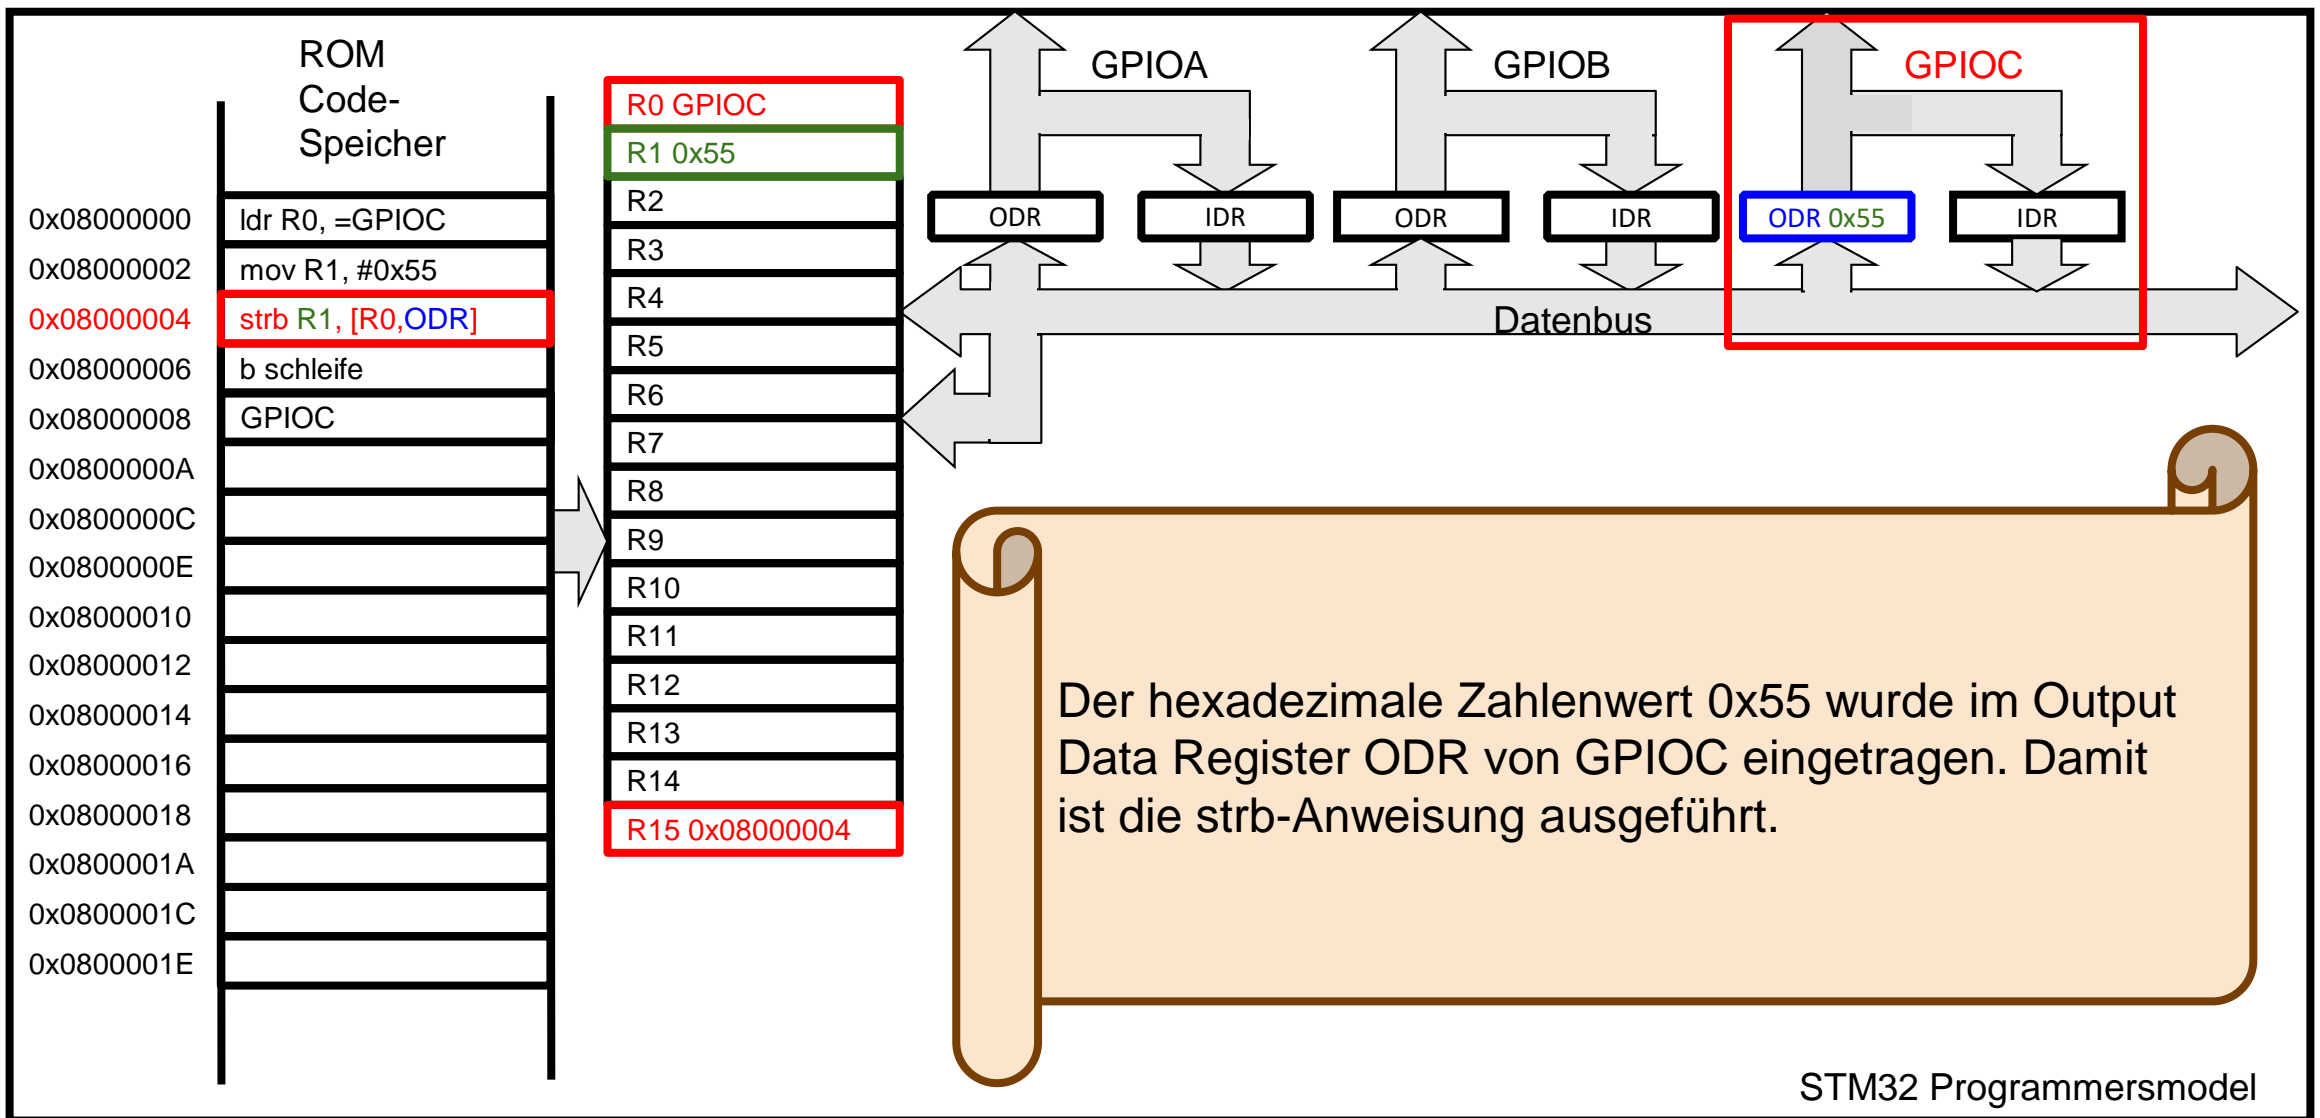 ROM
Code-
Speicher
0x08000000 ldr R0, =GPIOC
0x08000002 mov R1, #0x55
0x08000004 strb R1, [R0,ODR]
0x08000006 b schleife
0x08000008 GPIOC
0x0800000A
0x0800000C
0x0800000E
0x08000010
0x08000012
0x08000014
0x08000016
0x08000018
0x0800001A
0x0800001C
0x0800001E
R0 GPIOC
R1 0x55
R2
R3
R4
R5
R6
R7
R8
R9
R10
R11
R12
R13
R14
R15 0x08000004
GPIOA GPIOB GPIOC
ODR IDR ODR IDR ODR 0x55 IDR
Datenbus
Der hexadezimale Zahlenwert 0x55 wurde im Output
Data Register ODR von GPIOC eingetragen. Damit
ist die strb-Anweisung ausgeführt.
STM32 Programmersmodel